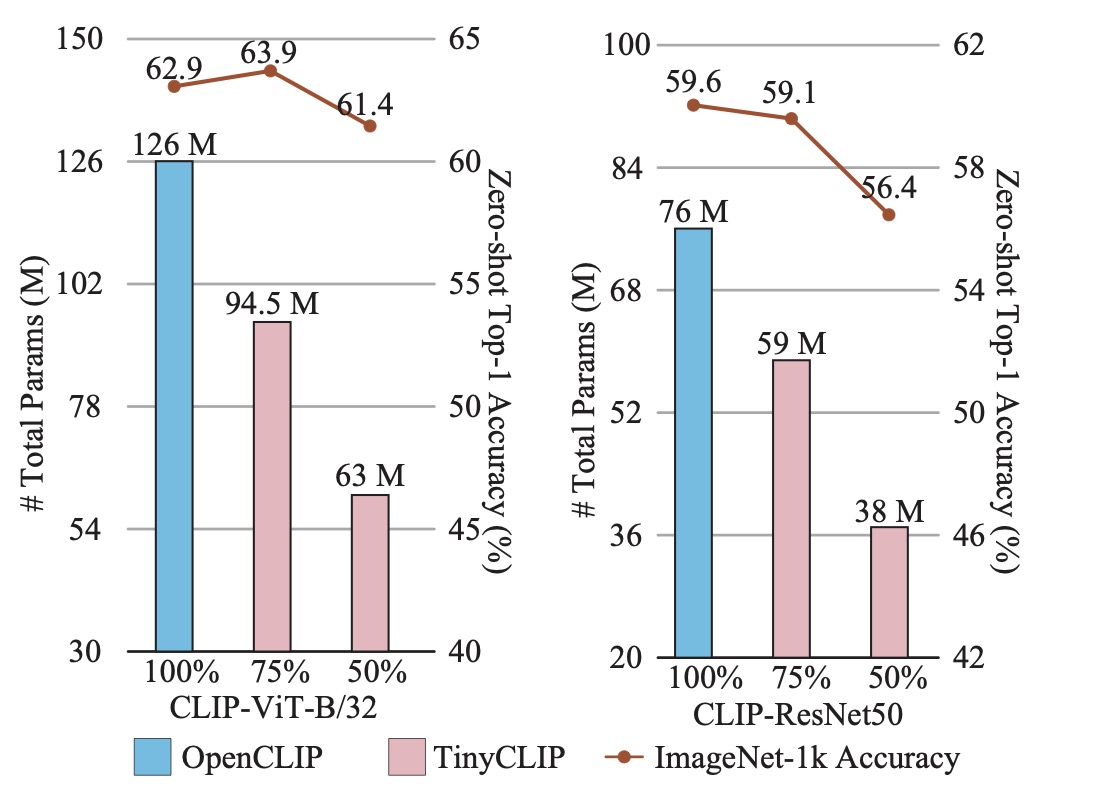 150
126
102
78
54
30
# Total Params (M)
62.9
63.9
61.4
126 M
94.5 M
63 M
65
60
55
50
45
40
Zero-shot Top-1 Accuracy (%)
100% 75% 50%
CLIP-ViT-B/32
100
84
68
52
36
20
# Total Params (M)
59.6
59.1
56.4
76 M
59 M
38 M
62
58
54
50
46
42
Zero-shot Top-1 Accuracy (%)
100% 75% 50%
CLIP-ResNet50
OpenCLIP TinyCLIP ImageNet-1k Accuracy